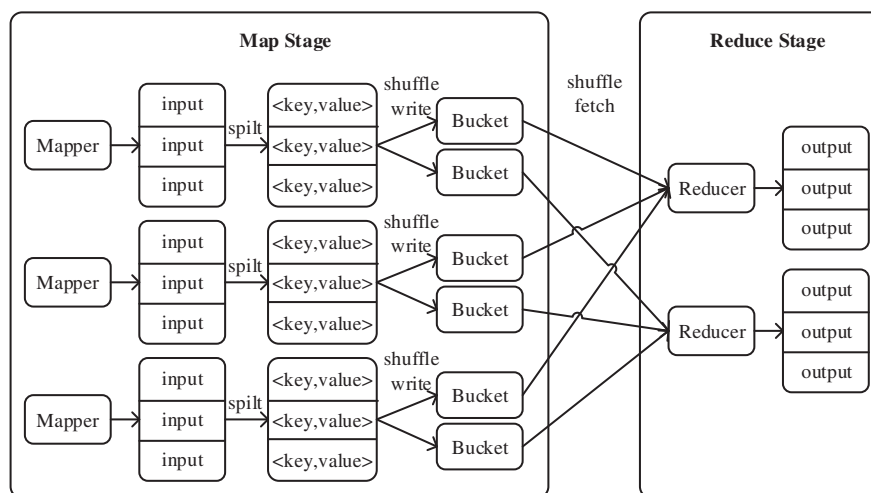 Map Stage
Reduce Stage
shuffle
fetch
Mapper
input
input
input
spilt
<key,value>
<key,value>
<key,value>
shuffle
write
Bucket
Bucket
Mapper
input
input
input
spilt
<key,value>
<key,value>
<key,value>
shuffle
write
Bucket
Bucket
Mapper
input
input
input
spilt
<key,value>
<key,value>
<key,value>
shuffle
write
Bucket
Bucket
Reducer
output
output
output
Reducer
output
output
output